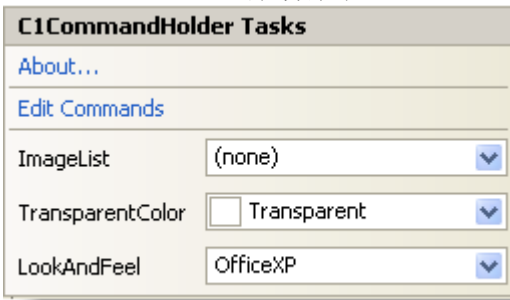 C1CommandHolder Tasks
About...
Edit Commands
ImageList (none)
TransparentColor Transparent
LookAndFeel OfficeXP